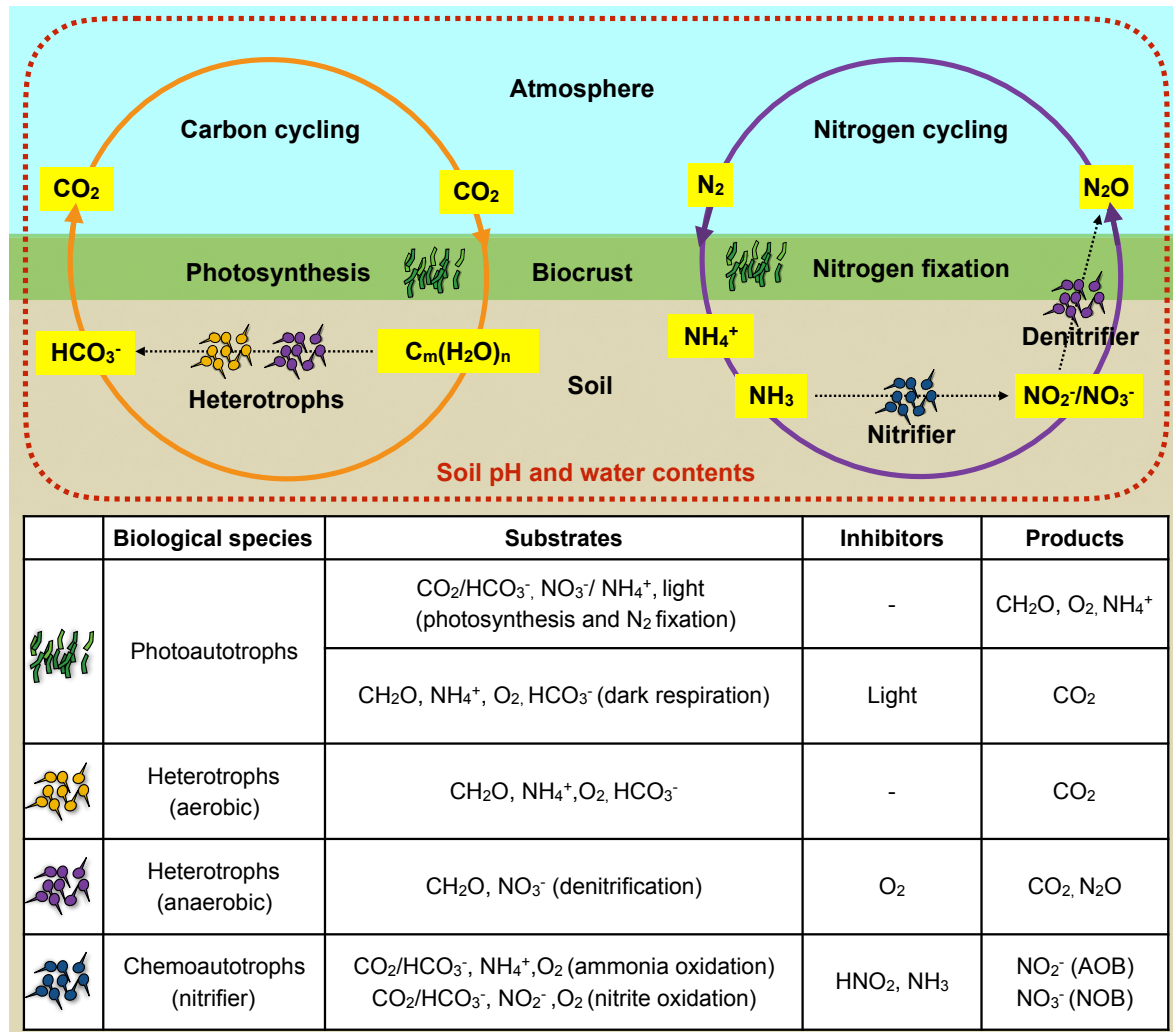 Atmosphere
Carbon cycling
Nitrogen cycling
CO₂
CO₂
N₂
N₂O
Photosynthesis
Biocrust
Nitrogen fixation
HCO₃⁻
Cₘ(H₂O)ₙ
NH₄⁺
Denitrifier
Heterotrophs
Soil
NH₃
NO₂⁻/NO₃⁻
Nitrifier
Soil pH and water contents
Biological species Substrates Inhibitors Products
Photoautotrophs
CO₂/HCO₃⁻, NO₃⁻/ NH₄⁺, light
(photosynthesis and N₂ fixation)
-
CH₂O, O₂, NH₄⁺
CH₂O, NH₄⁺, O₂, HCO₃⁻ (dark respiration)
Light
CO₂
Heterotrophs
(aerobic)
CH₂O, NH₄⁺,O₂, HCO₃⁻
-
CO₂
Heterotrophs
(anaerobic)
CH₂O, NO₃⁻ (denitrification)
O₂
CO₂, N₂O
Chemoautotrophs
(nitrifier)
CO₂/HCO₃⁻, NH₄⁺,O₂ (ammonia oxidation)
CO₂/HCO₃⁻, NO₂⁻ ,O₂ (nitrite oxidation)
HNO₂, NH₃
NO₂⁻ (AOB)
NO₃⁻ (NOB)